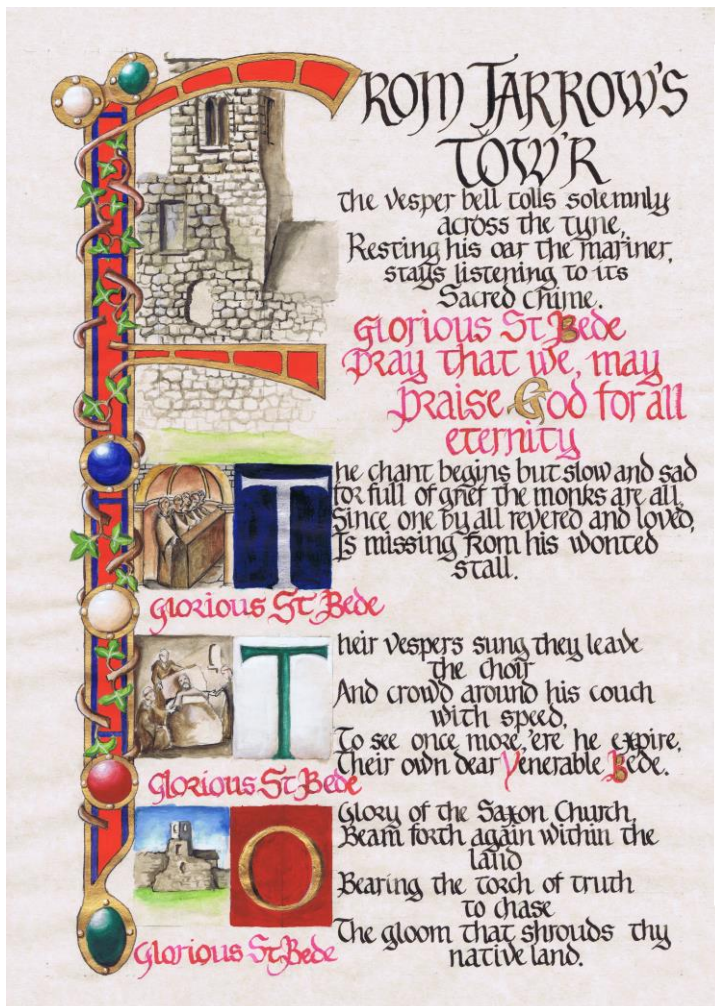 FROM JARROW'S
TOW'R
the vesper bell tolls solemnly
across the tyne,
Resting his oar the mariner,
stays listening to its
Sacred chime.
Glorious St Bede
pray that we, may
praise God for all
eternity
The chant begins but slow and sad
for full of grief the monks are all,
Since one by all revered and loved,
Is missing from his wonted
stall.
Glorious St Bede
Their vespers sung they leave
the choir
And crowd around his couch
with speed,
To see once more, 'ere he expire,
Their own dear Venerable Bede.
Glorious St Bede
O Glory of the Saxon Church,
Beam forth again within the
land
Bearing the torch of truth
to chase
The gloom that shrouds thy
native land.
Glorious St Bede